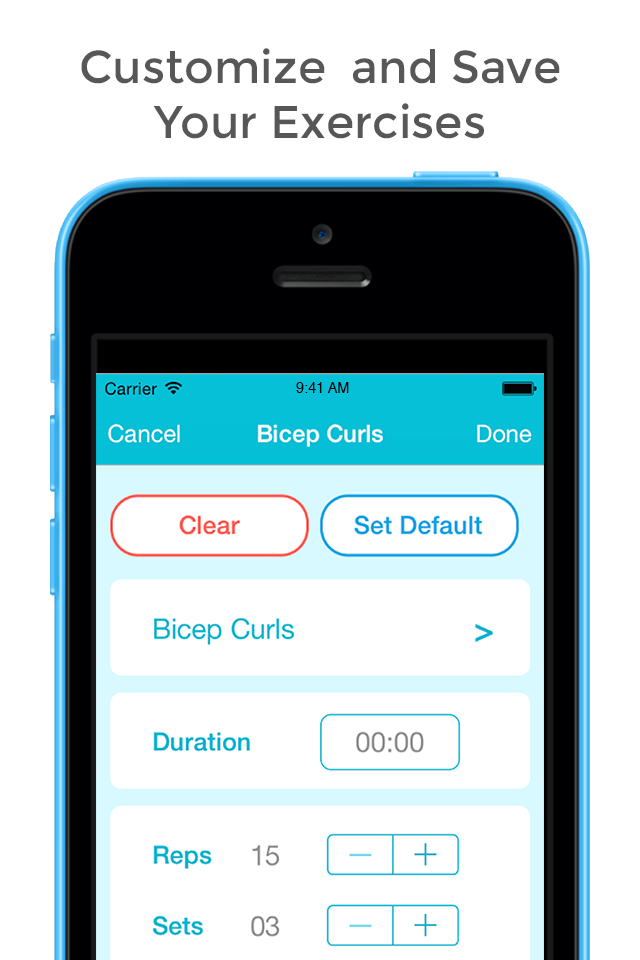 Customize and Save
Your Exercises
Carrier 9:41 AM
Cancel Bicep Curls Done
Clear Set Default
Bicep Curls >
Duration 00:00
Reps 15 − +
Sets 03 − +